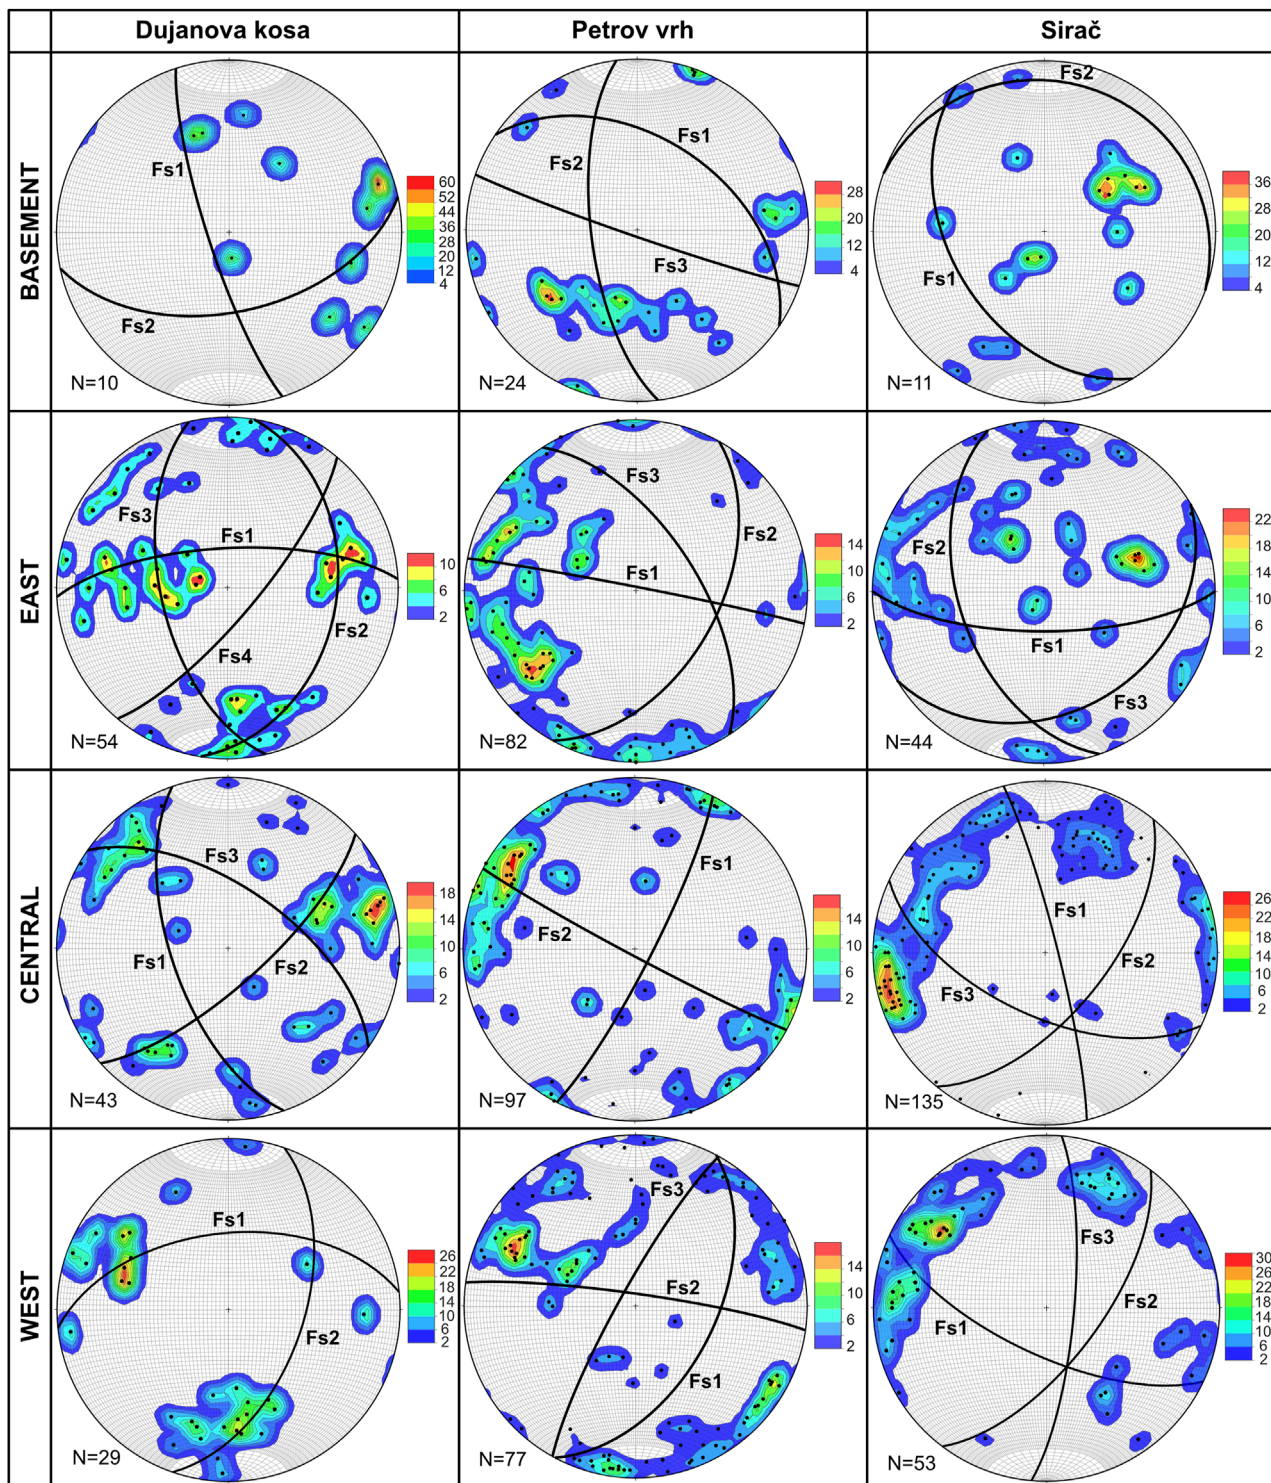 Dujanova kosa Petrov vrh Sirač
BASEMENT
Fs1
Fs2
N=10
60
52
44
36
28
20
12
4
Fs1
Fs2
Fs3
N=24
28
20
12
4
Fs2
Fs1
N=11
36
28
20
12
4
EAST
Fs3
Fs1
Fs2
Fs4
N=54
10
6
2
Fs3
Fs2
Fs1
N=82
14
10
6
2
Fs2
Fs1
Fs3
N=44
22
18
14
10
6
2
CENTRAL
Fs3
Fs1
Fs2
N=43
18
14
10
6
2
Fs1
Fs2
N=97
14
10
6
2
Fs1
Fs2
Fs3
N=135
26
22
18
14
10
6
2
WEST
Fs1
Fs2
N=29
26
22
18
14
10
6
2
Fs3
Fs2
Fs1
N=77
14
10
6
2
Fs3
Fs2
Fs1
N=53
30
26
22
18
14
10
6
2